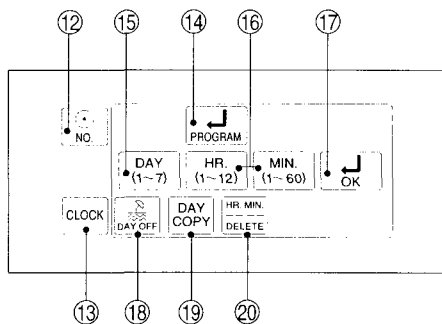 ⑫ ⑮ ⑭ ⑯ ⑰
NO.
PROGRAM
DAY
(1~7)
HR.
(1~12)
MIN.
(1~60)
OK
CLOCK
DAY OFF
DAY
COPY
HR. MIN.
DELETE
⑬ ⑱ ⑲ ⑳